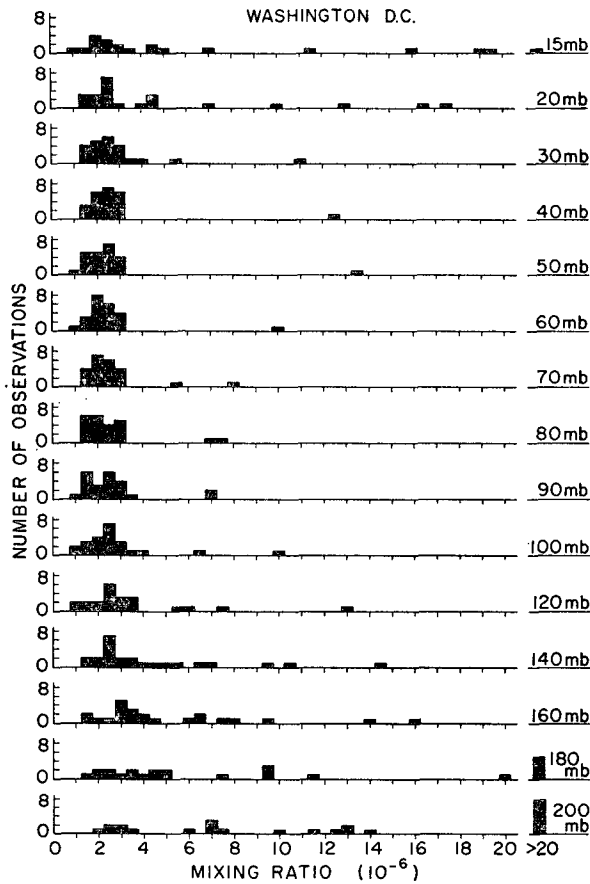 WASHINGTON D.C.
NUMBER OF OBSERVATIONS
8
0
15mb
8
0
20mb
8
0
30mb
8
0
40mb
8
0
50mb
8
0
60mb
8
0
70mb
8
0
80mb
8
0
90mb
8
0
100mb
8
0
120mb
8
0
140mb
8
0
160mb
8
0
180
mb
8
0
200
mb
0 2 4 6 8 10 12 14 16 18 20 >20
MIXING RATIO (10-6)